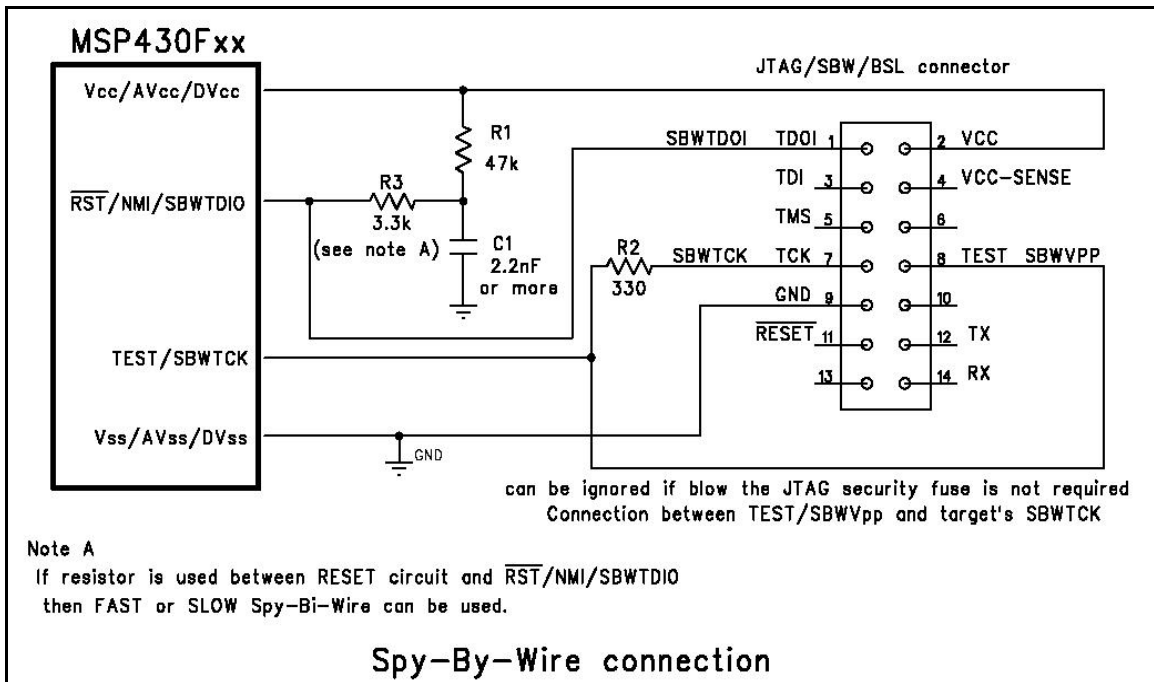 MSP430Fxx
JTAG/SBW/BSL connector
Vcc/AVcc/DVcc
R1
47k
SBWTDOI TDOI 1
2 VCC
TDI 3
4 VCC-SENSE
RST/NMI/SBWTDIO
R3
3.3k
(see note A)
C1
2.2nF
or more
TMS 5
6
R2
330
SBWTCK TCK 7
8 TEST SBWVPP
GND 9
10
RESET 11
12 TX
TEST/SBWTCK
13
14 RX
Vss/AVss/DVss
GND
can be ignored if blow the JTAG security fuse is not required
Connection between TEST/SBWVpp and target's SBWTCK
Note A
If resistor is used between RESET circuit and RST/NMI/SBWTDIO
then FAST or SLOW Spy-Bi-Wire can be used.
Spy-By-Wire connection